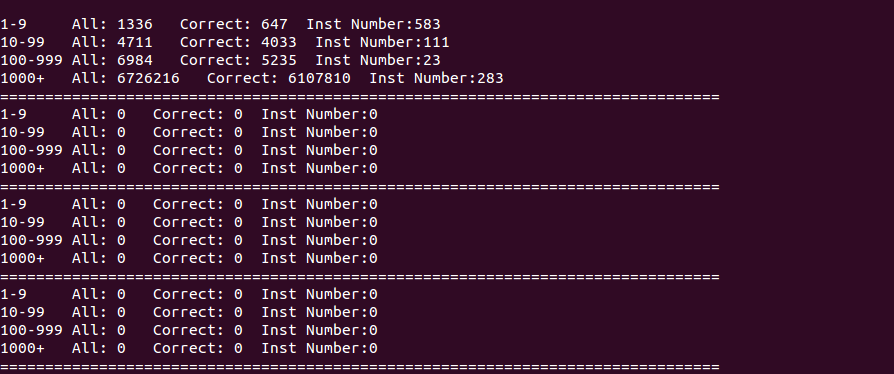 1-9     All: 1336   Correct: 647  Inst Number:583
10-99   All: 4711   Correct: 4033  Inst Number:111
100-999 All: 6984   Correct: 5235  Inst Number:23
1000+   All: 6726216   Correct: 6107810  Inst Number:283
================================================================================
1-9     All: 0   Correct: 0  Inst Number:0
10-99   All: 0   Correct: 0  Inst Number:0
100-999 All: 0   Correct: 0  Inst Number:0
1000+   All: 0   Correct: 0  Inst Number:0
================================================================================
1-9     All: 0   Correct: 0  Inst Number:0
10-99   All: 0   Correct: 0  Inst Number:0
100-999 All: 0   Correct: 0  Inst Number:0
1000+   All: 0   Correct: 0  Inst Number:0
================================================================================
1-9     All: 0   Correct: 0  Inst Number:0
10-99   All: 0   Correct: 0  Inst Number:0
100-999 All: 0   Correct: 0  Inst Number:0
1000+   All: 0   Correct: 0  Inst Number:0
================================================================================